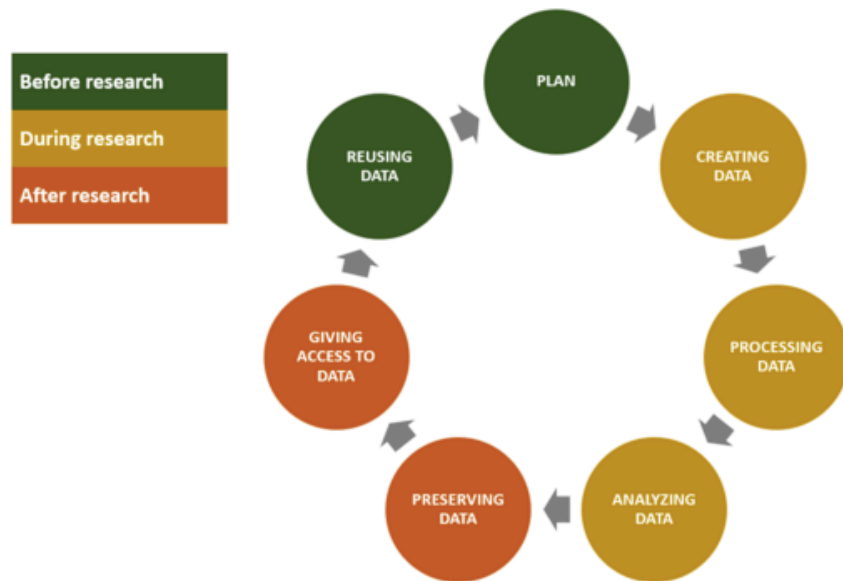 Before research
During research
After research
PLAN
CREATING
DATA
PROCESSING
DATA
ANALYZING
DATA
PRESERVING
DATA
GIVING
ACCESS TO
DATA
REUSING
DATA